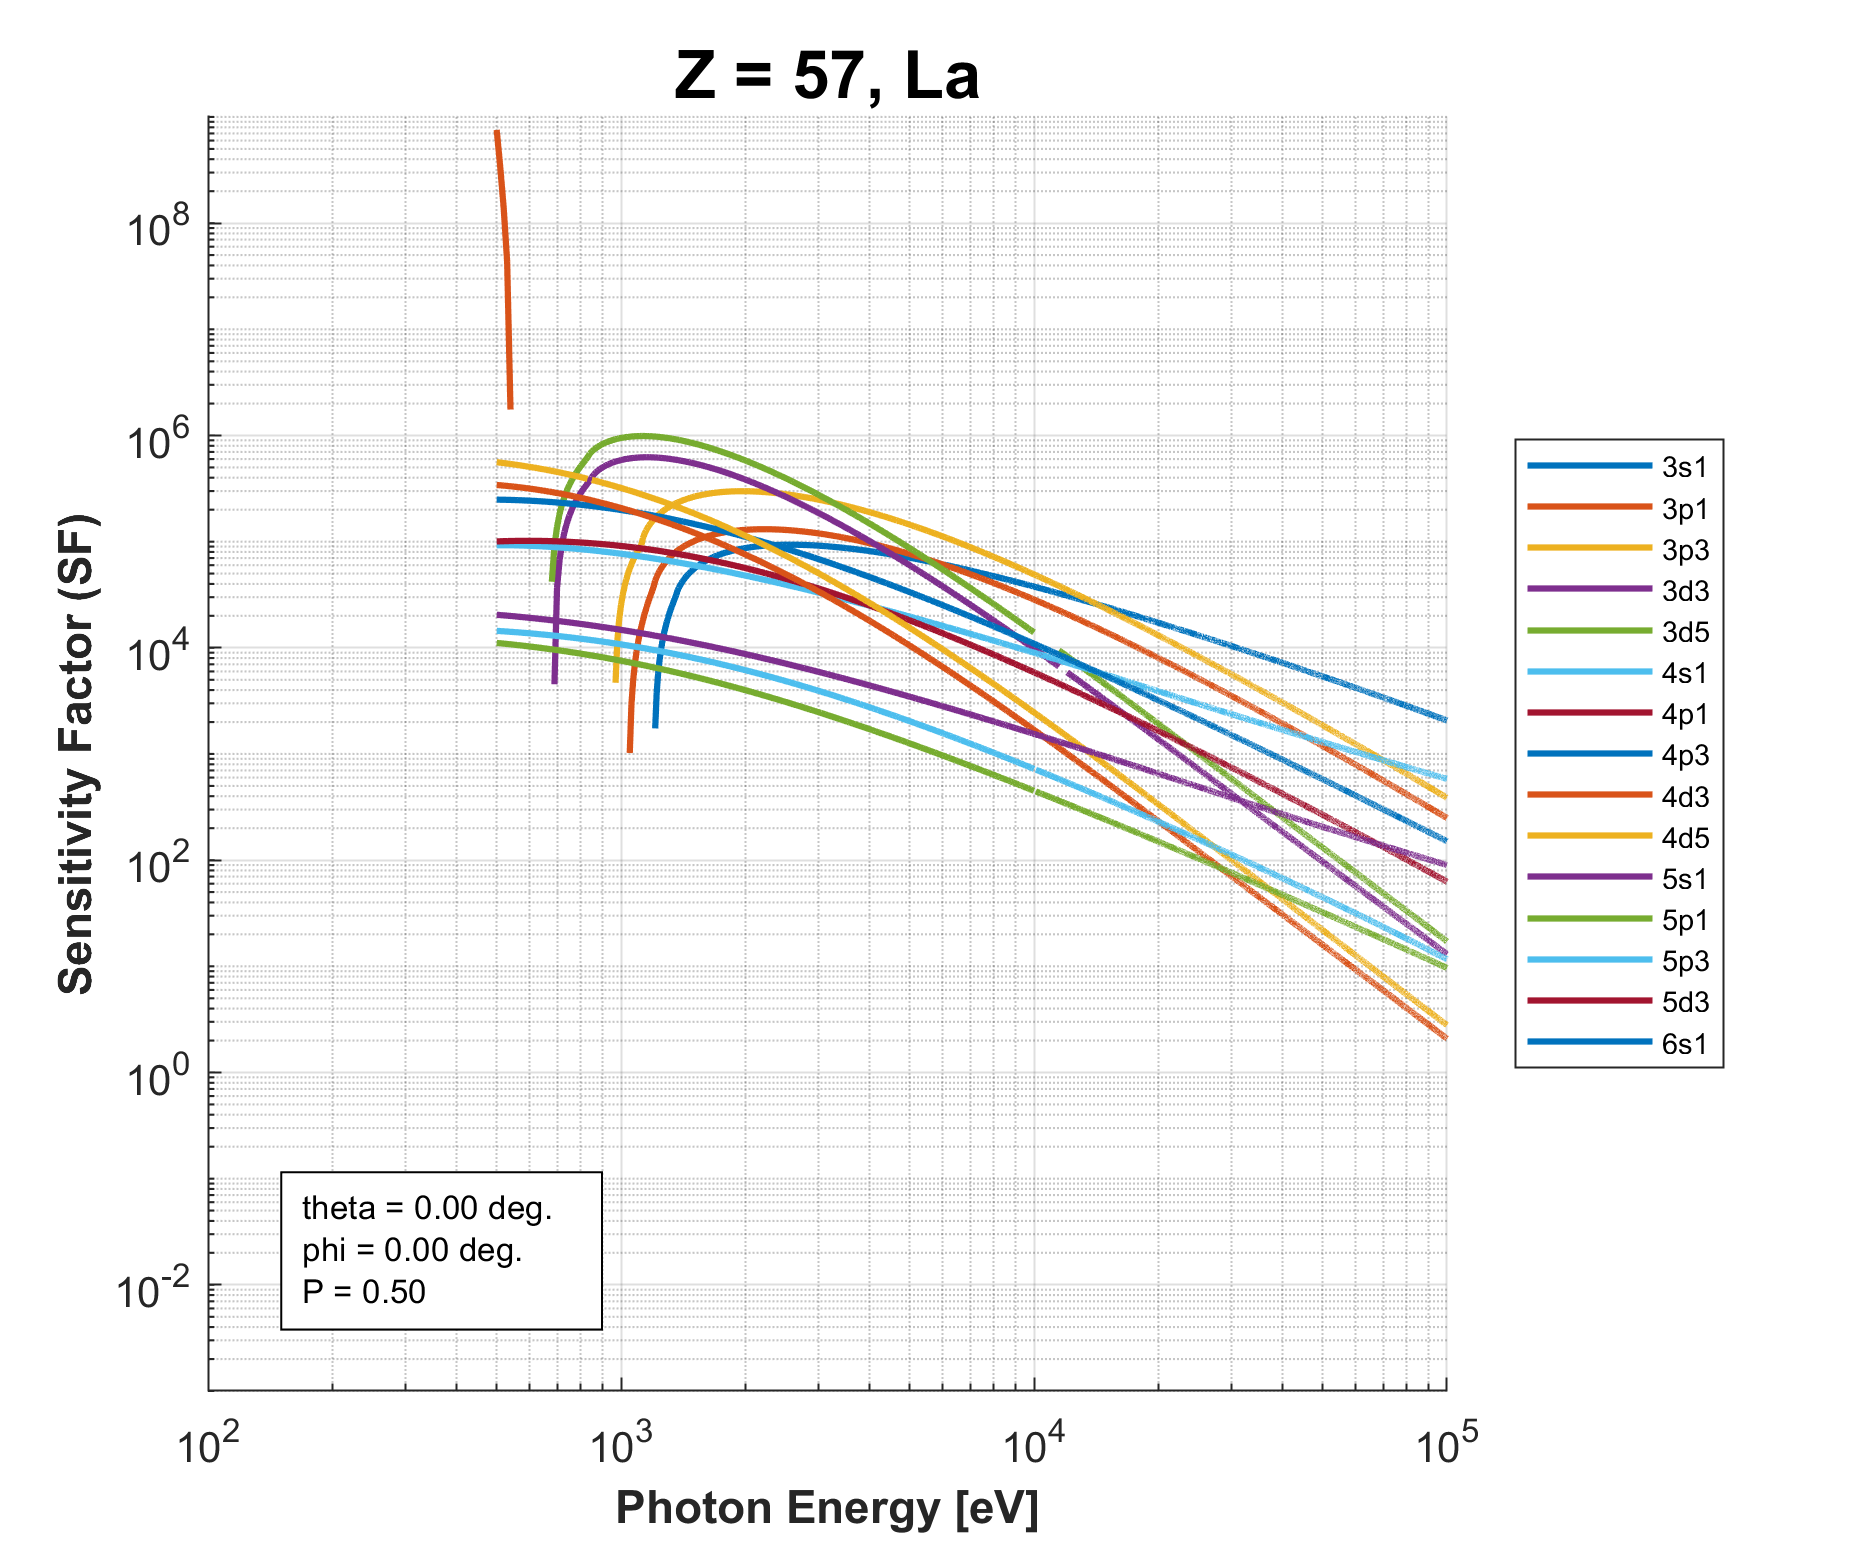 Z = 57, La
Sensitivity Factor (SF)
10^8
10^6
10^4
10^2
10^0
10^-2
theta = 0.00 deg.
phi = 0.00 deg.
P = 0.50
10^2 10^3 10^4 10^5
Photon Energy [eV]
3s1
3p1
3p3
3d3
3d5
4s1
4p1
4p3
4d3
4d5
5s1
5p1
5p3
5d3
6s1